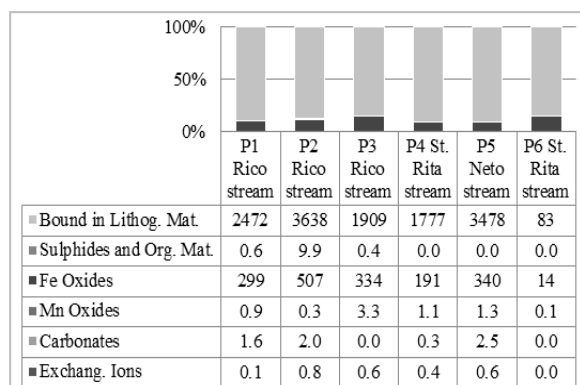 100%
50%
0%
P1 Rico stream
P2 Rico stream
P3 Rico stream
P4 St. Rita stream
P5 Neto stream
P6 St. Rita stream
Bound in Lithog. Mat. 2472 3638 1909 1777 3478 83
Sulphides and Org. Mat. 0.6 9.9 0.4 0.0 0.0 0.0
Fe Oxides 299 507 334 191 340 14
Mn Oxides 0.9 0.3 3.3 1.1 1.3 0.1
Carbonates 1.6 2.0 0.0 0.3 2.5 0.0
Exchang. Ions 0.1 0.8 0.6 0.4 0.6 0.0